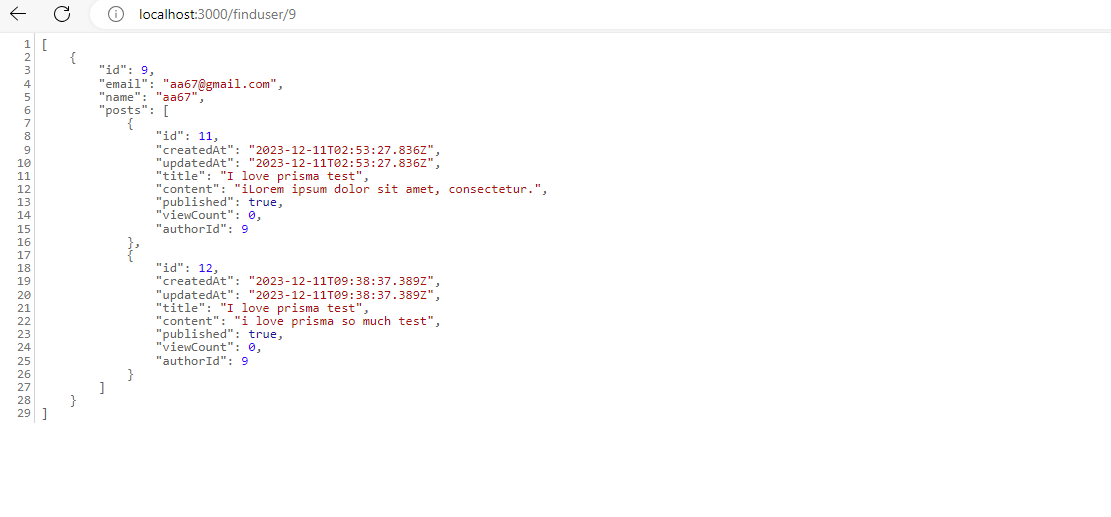 localhost:3000/finduser/9
1 [
2     {
3         "id": 9,
4         "email": "aa67@gmail.com",
5         "name": "aa67",
6         "posts": [
7             {
8                 "id": 11,
9                 "createdAt": "2023-12-11T02:53:27.836Z",
10                 "updatedAt": "2023-12-11T02:53:27.836Z",
11                 "title": "I love prisma test",
12                 "content": "iLorem ipsum dolor sit amet, consectetur.",
13                 "published": true,
14                 "viewCount": 0,
15                 "authorId": 9
16             },
17             {
18                 "id": 12,
19                 "createdAt": "2023-12-11T09:38:37.389Z",
20                 "updatedAt": "2023-12-11T09:38:37.389Z",
21                 "title": "I love prisma test",
22                 "content": "i love prisma so much test",
23                 "published": true,
24                 "viewCount": 0,
25                 "authorId": 9
26             }
27         ]
28     }
29 ]